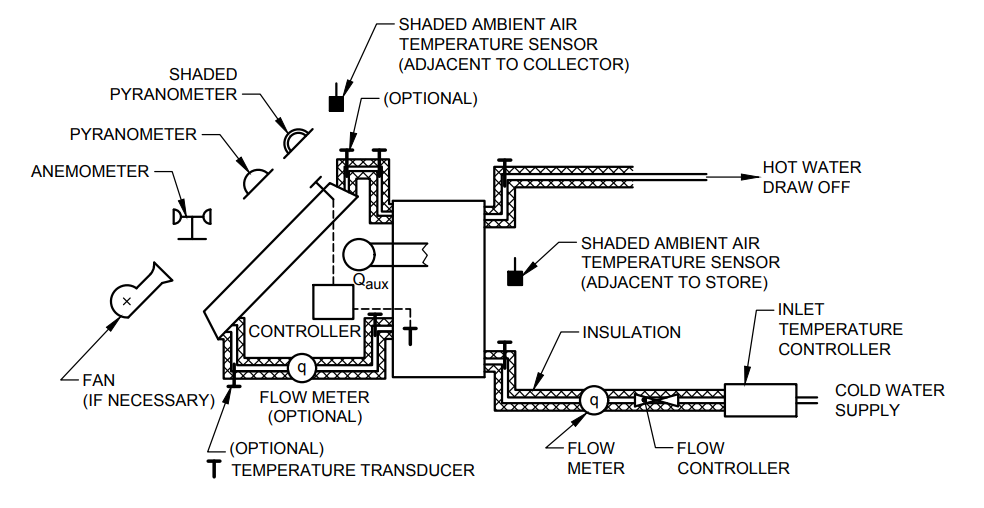 SHADED AMBIENT AIR
TEMPERATURE SENSOR
(ADJACENT TO COLLECTOR)
(OPTIONAL)
SHADED
PYRANOMETER
PYRANOMETER
ANEMOMETER
HOT WATER
DRAW OFF
SHADED AMBIENT AIR
TEMPERATURE SENSOR
(ADJACENT TO STORE)
Qaux
CONTROLLER
INSULATION
INLET
TEMPERATURE
CONTROLLER
FAN
(IF NECESSARY)
q
FLOW METER
(OPTIONAL)
q
COLD WATER
SUPPLY
FLOW
METER
FLOW
CONTROLLER
(OPTIONAL)
TEMPERATURE TRANSDUCER